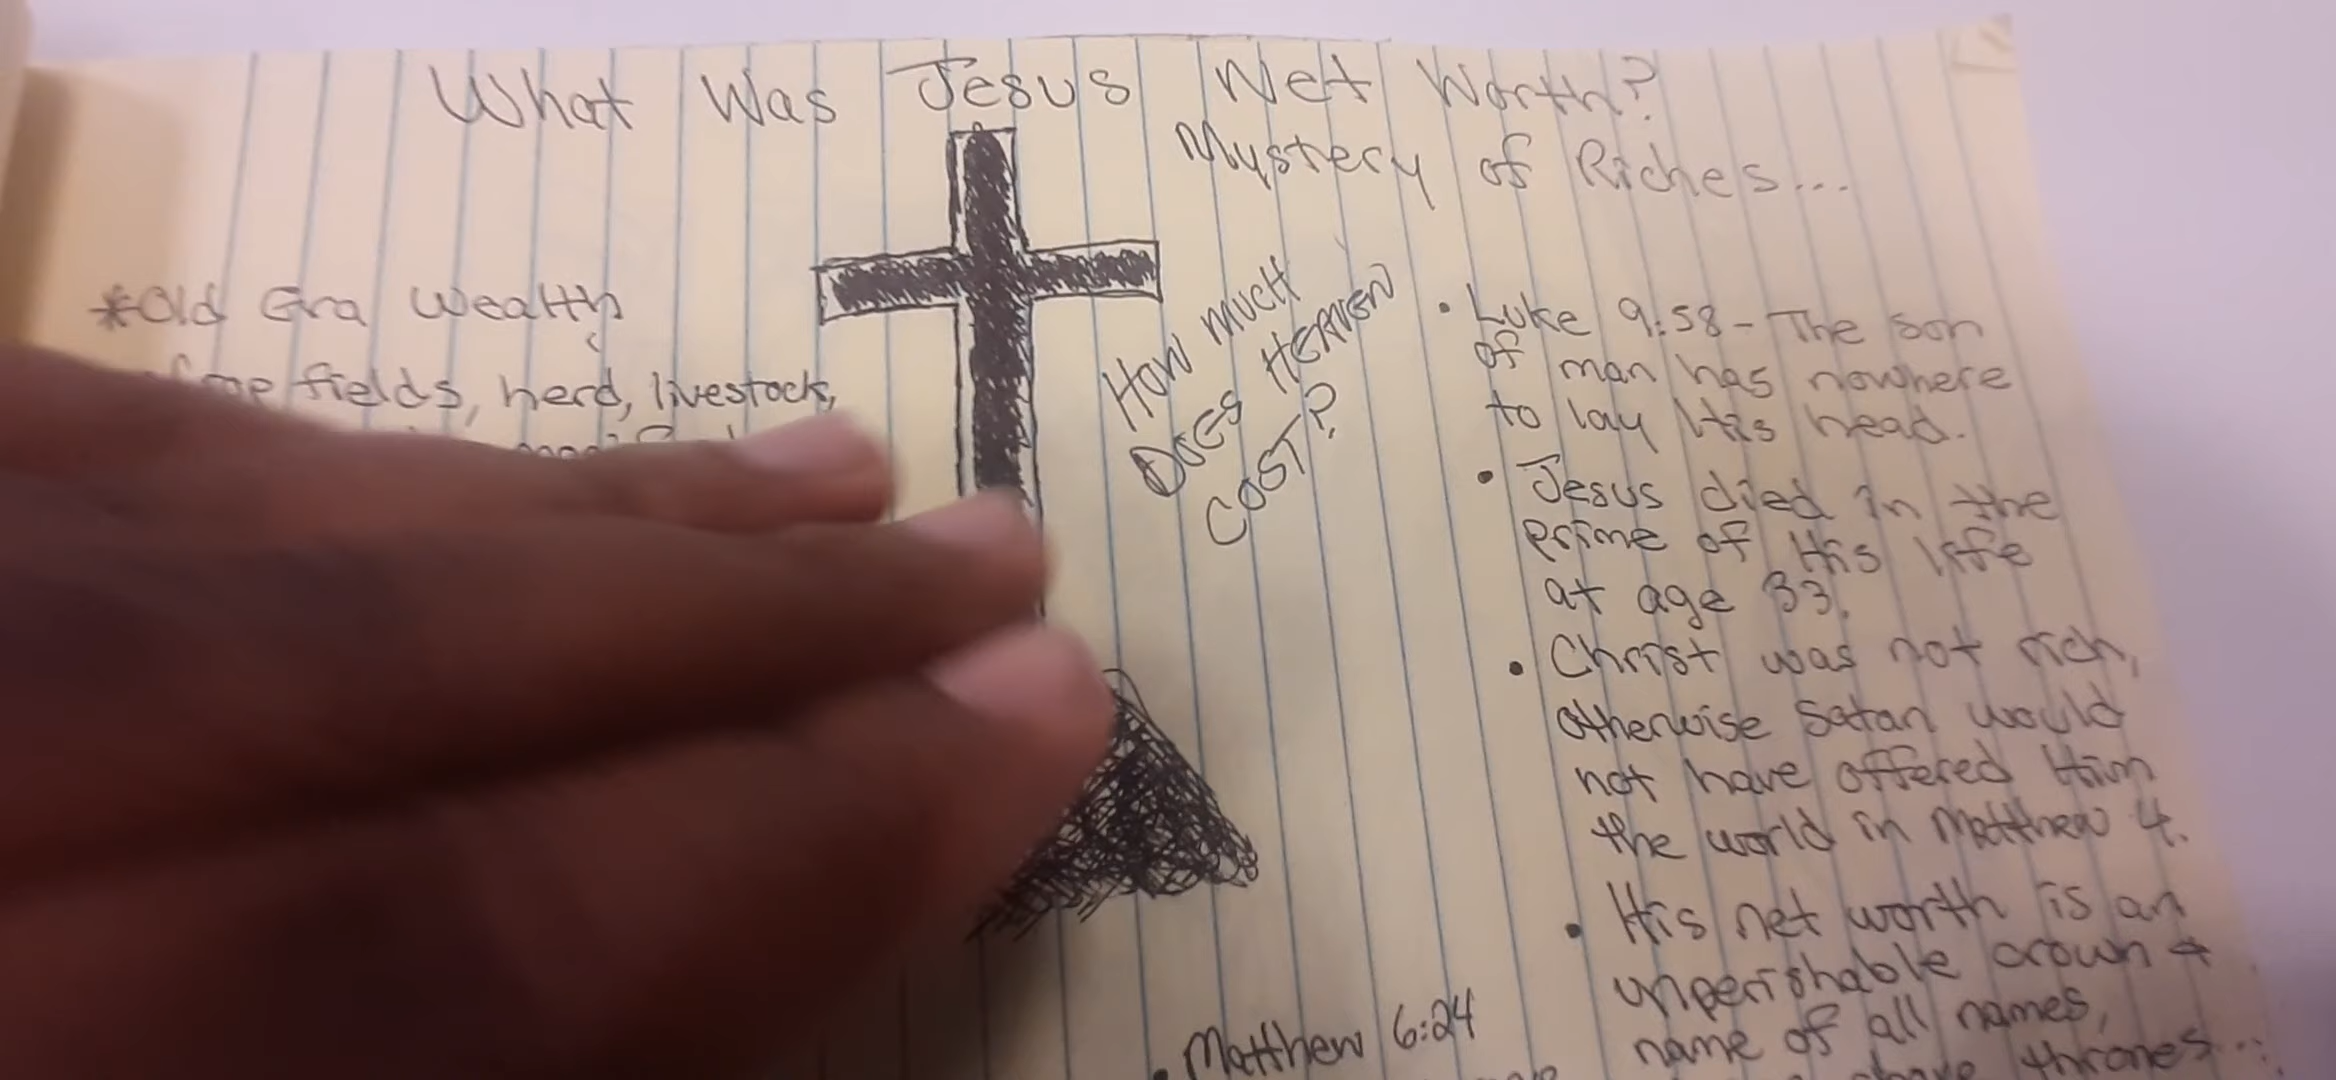 What Was Jesus Net Worth?
Mystery of Riches...
*Old Era Wealth
fields, herd, livestock,
HOW MUCH
DOES HEAVEN
COST?
• Luke 9:58 - The son
of man has nowhere
to lay His head.
• Jesus died in the
prime of His life
at age 33.
• Christ was not rich,
otherwise Satan would
not have offered Him
the world in Matthew 4.
• His net worth is an
unperishable crown &
name of all names,
above thrones...
• Matthew 6:24